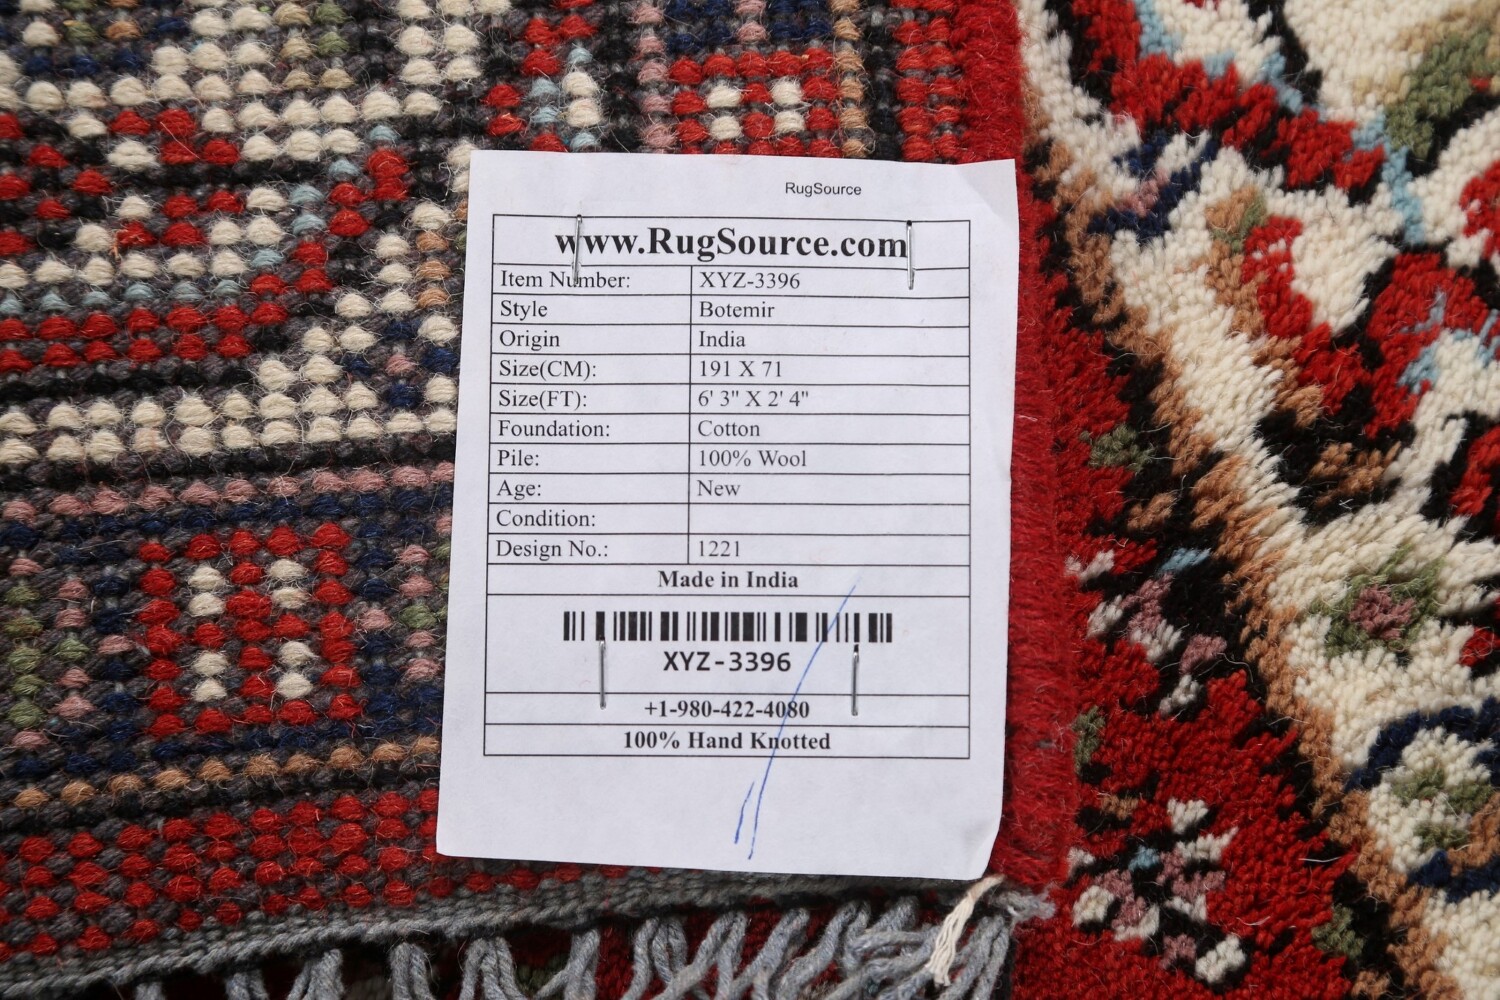 RugSource
www.RugSource.com
Item Number: XYZ-3396
Style Botemir
Origin India
Size(CM): 191 X 71
Size(FT): 6' 3" X 2' 4"
Foundation: Cotton
Pile: 100% Wool
Age: New
Condition:
Design No.: 1221
Made in India
XYZ-3396
+1-980-422-4080
100% Hand Knotted